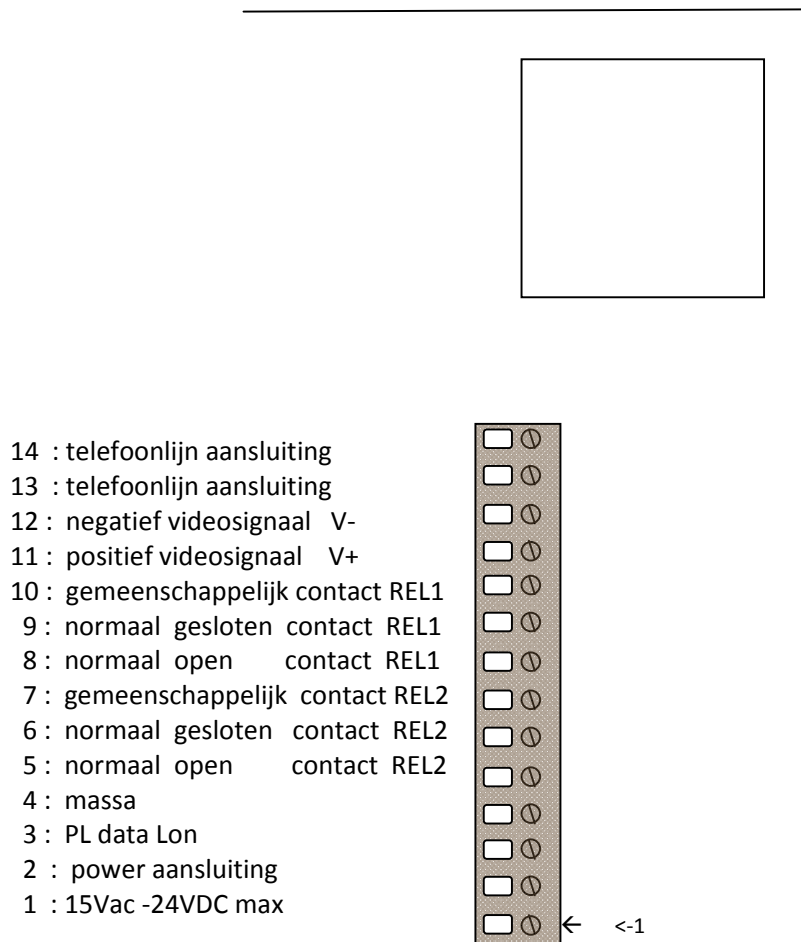 14 : telefoonlijn aansluiting
13 : telefoonlijn aansluiting
12 : negatief videosignaal V-
11 : positief videosignaal V+
10 : gemeenschappelijk contact REL1
9 : normaal gesloten contact REL1
8 : normaal open contact REL1
7 : gemeenschappelijk contact REL2
6 : normaal gesloten contact REL2
5 : normaal open contact REL2
4 : massa
3 : PL data Lon
2 : power aansluiting
1 : 15Vac -24VDC max
← <-1